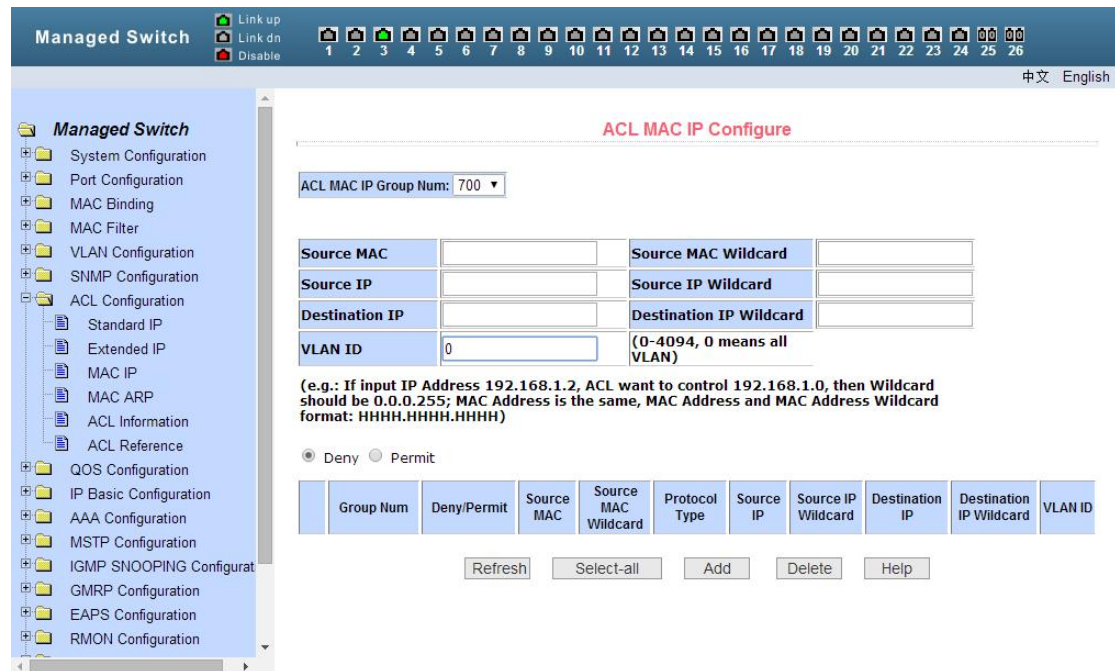 Managed Switch
Link up
Link dn
Disable
1 2 3 4 5 6 7 8 9 10 11 12 13 14 15 16 17 18 19 20 21 22 23 24 25 26
中文 English
Managed Switch
System Configuration
Port Configuration
MAC Binding
MAC Filter
VLAN Configuration
SNMP Configuration
ACL Configuration
Standard IP
Extended IP
MAC IP
MAC ARP
ACL Information
ACL Reference
QOS Configuration
IP Basic Configuration
AAA Configuration
MSTP Configuration
IGMP SNOOPING Configurat
GMRP Configuration
EAPS Configuration
RMON Configuration
ACL MAC IP Configure
ACL MAC IP Group Num: 700
Source MAC Source MAC Wildcard
Source IP Source IP Wildcard
Destination IP Destination IP Wildcard
VLAN ID 0 (0-4094, 0 means all
VLAN)
(e.g.: If input IP Address 192.168.1.2, ACL want to control 192.168.1.0, then Wildcard
should be 0.0.0.255; MAC Address is the same, MAC Address and MAC Address Wildcard
format: HHHH.HHHH.HHHH)
Deny Permit
Group Num Deny/Permit Source MAC Source MAC Wildcard Protocol Type Source IP Source IP Wildcard Destination IP Destination IP Wildcard VLAN ID
Refresh Select-all Add Delete Help